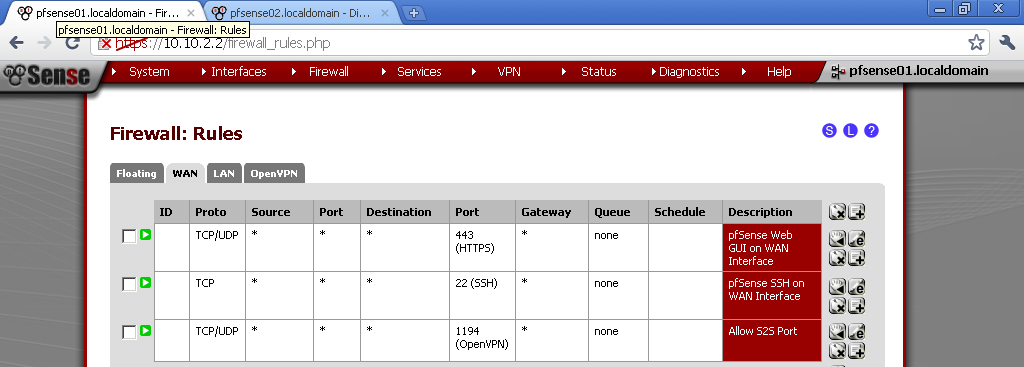 pfsense01.localdomain - Fir...
pfsense02.localdomain - Di...
pfsense01.localdomain - Firewall: Rules
https://10.10.2.2/firewall_rules.php
Sense
System
Interfaces
Firewall
Services
VPN
Status
Diagnostics
Help
pfsense01.localdomain
Firewall: Rules
S L ?
Floating
WAN
LAN
OpenVPN
ID Proto Source Port Destination Port Gateway Queue Schedule Description
TCP/UDP * * * 443 * none pfSense Web
(HTTPS) GUI on WAN
Interface
TCP * * * 22 (SSH) * none pfSense SSH on
WAN Interface
TCP/UDP * * * 1194 * none Allow S2S Port
(OpenVPN)